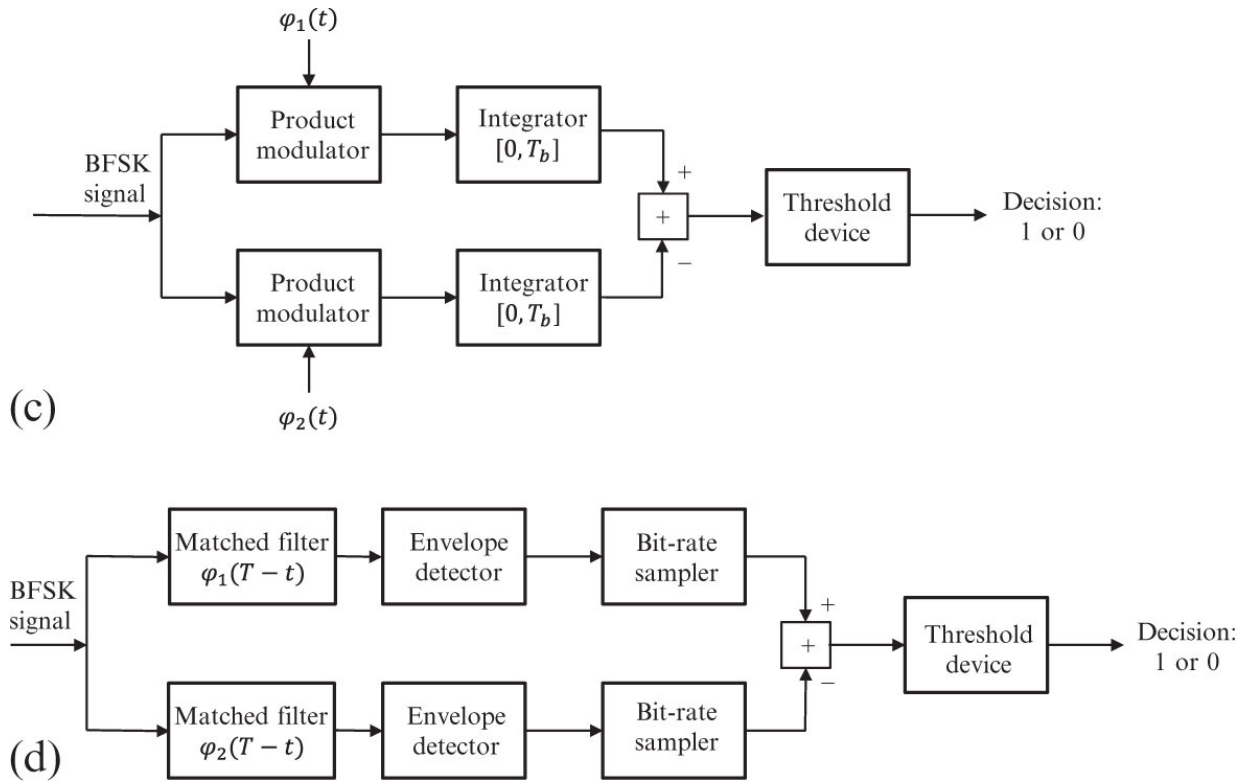 φ₁(t)
Product
modulator
Integrator
[0, T_b]
BFSK
signal
+
+
−
Threshold
device
Decision:
1 or 0
Product
modulator
Integrator
[0, T_b]
φ₂(t)
(c)
Matched filter
φ₁(T − t)
Envelope
detector
Bit-rate
sampler
BFSK
signal
+
+
−
Threshold
device
Decision:
1 or 0
Matched filter
φ₂(T − t)
Envelope
detector
Bit-rate
sampler
(d)